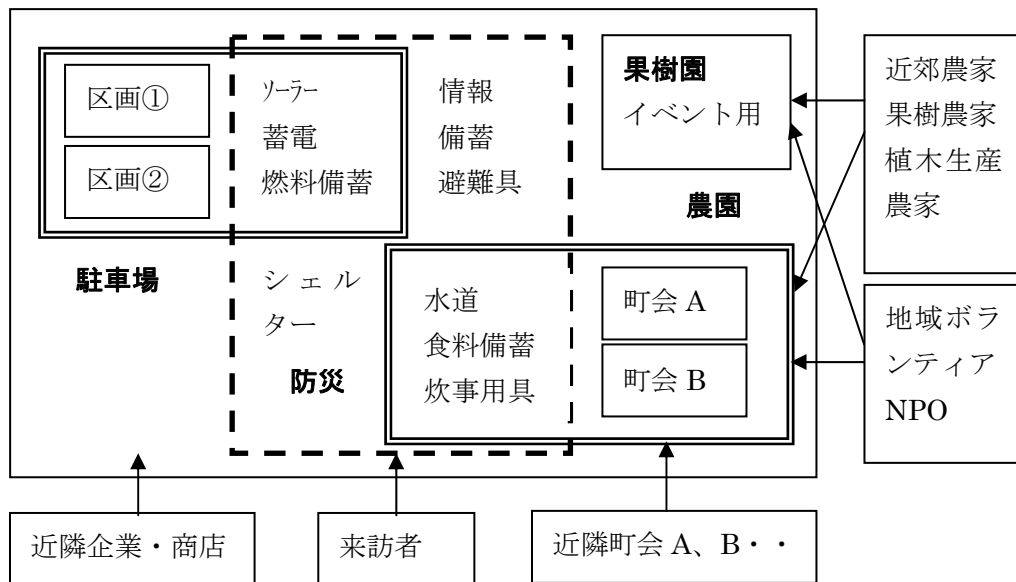 区画①
区画②
ソーラー
蓄電
燃料備蓄
情報
備蓄
避難具
果樹園
イベント用
近郊農家
果樹農家
植木生産
農家
農園
駐車場
シェル
ター
防災
水道
食料備蓄
炊事用具
町会 A
町会 B
地域ボラ
ンティア
NPO
近隣企業・商店
来訪者
近隣町会 A、B・・